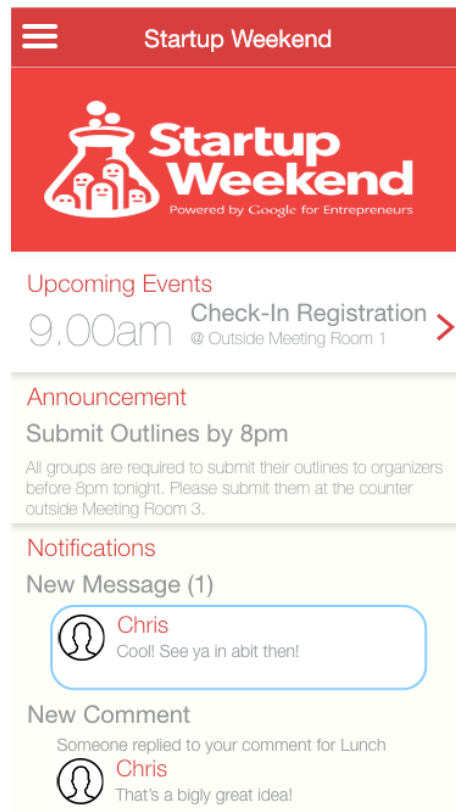 Startup Weekend
Startup
Weekend
Powered by Google for Entrepreneurs
Upcoming Events
9.00am
Check-In Registration
@ Outside Meeting Room 1
Announcement
Submit Outlines by 8pm
All groups are required to submit their outlines to organizers
before 8pm tonight. Please submit them at the counter
outside Meeting Room 3.
Notifications
New Message (1)
Chris
Cool! See ya in abit then!
New Comment
Someone replied to your comment for Lunch
Chris
That's a bigly great idea!